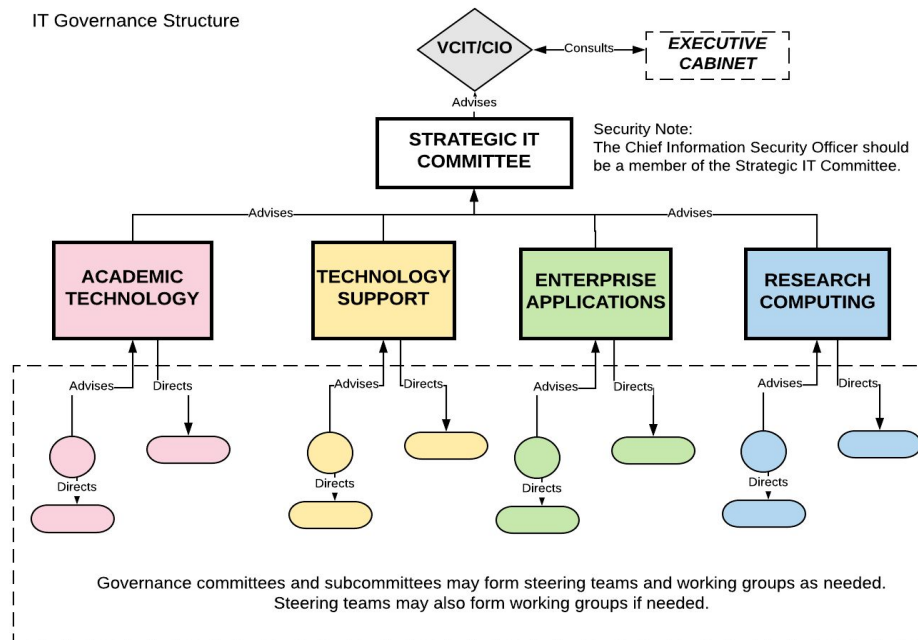 IT Governance Structure
VCIT/CIO
Consults
EXECUTIVE
CABINET
Advises
STRATEGIC IT
COMMITTEE
Security Note:
The Chief Information Security Officer should
be a member of the Strategic IT Committee.
Advises
Advises
ACADEMIC
TECHNOLOGY
TECHNOLOGY
SUPPORT
ENTERPRISE
APPLICATIONS
RESEARCH
COMPUTING
Advises
Directs
Advises
Directs
Advises
Directs
Advises
Directs
Directs
Directs
Directs
Directs
Governance committees and subcommittees may form steering teams and working groups as needed.
Steering teams may also form working groups if needed.